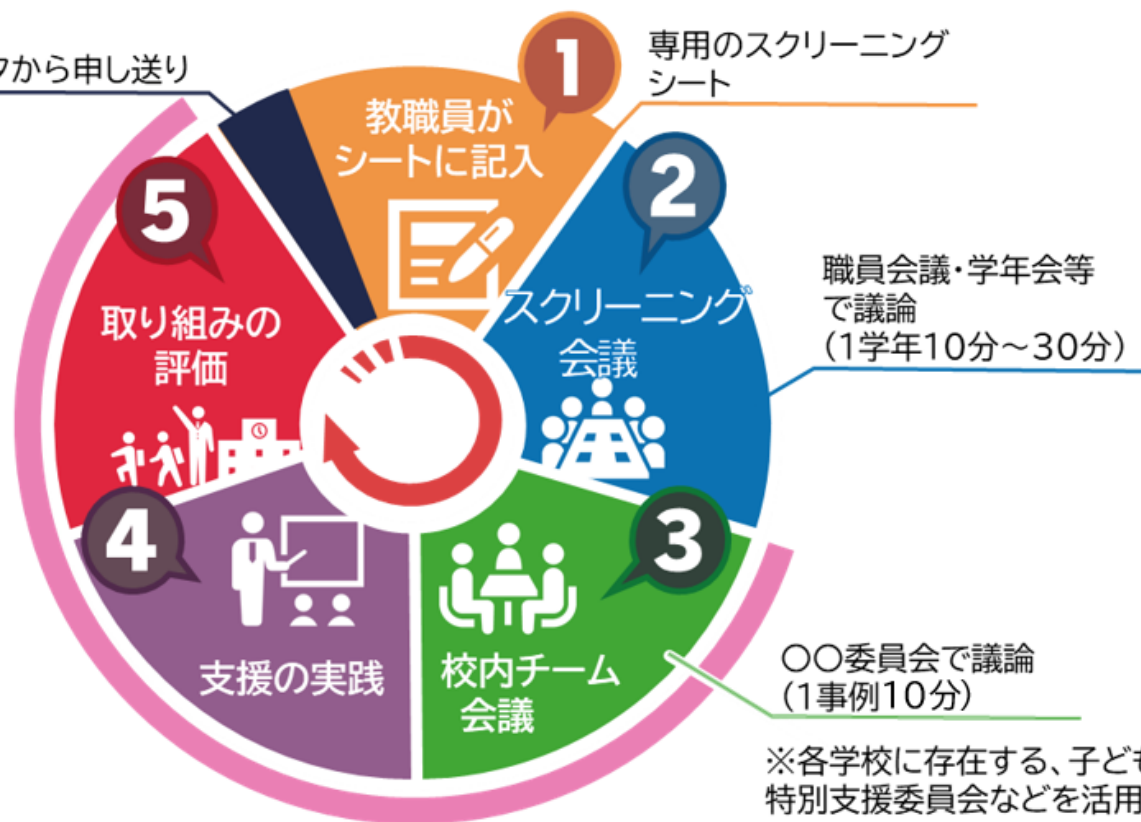 から申し送り
1
専用のスクリーニング
シート
教職員が
シートに記入
2
スクリーニング
会議
職員会議・学年会等
で議論
(1学年10分～30分)
3
校内チーム
会議
〇〇委員会で議論
(1事例10分)
※各学校に存在する、子ども
特別支援委員会などを活用
4
支援の実践
5
取り組みの
評価